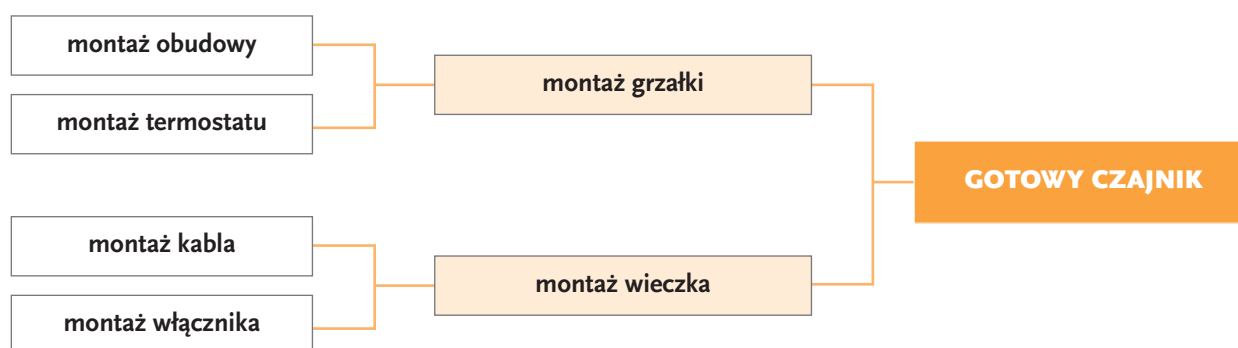 montaż obudowy
montaż termostatu
montaż grzałki
GOTOWY CZAJNIK
montaż kabla
montaż włącznika
montaż wieczka